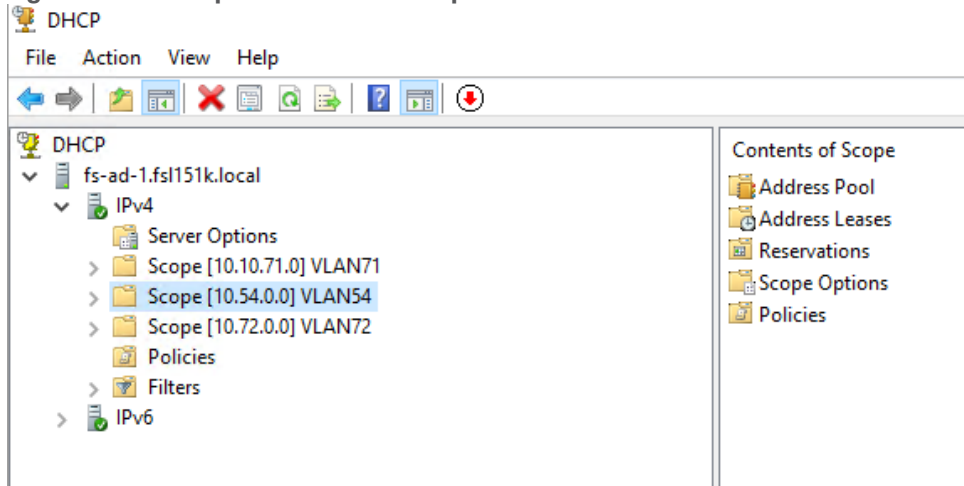 DHCP
File Action View Help
DHCP
fs-ad-1.fsl151k.local
IPv4
Server Options
Scope [10.10.71.0] VLAN71
Scope [10.54.0.0] VLAN54
Scope [10.72.0.0] VLAN72
Policies
Filters
IPv6
Contents of Scope
Address Pool
Address Leases
Reservations
Scope Options
Policies